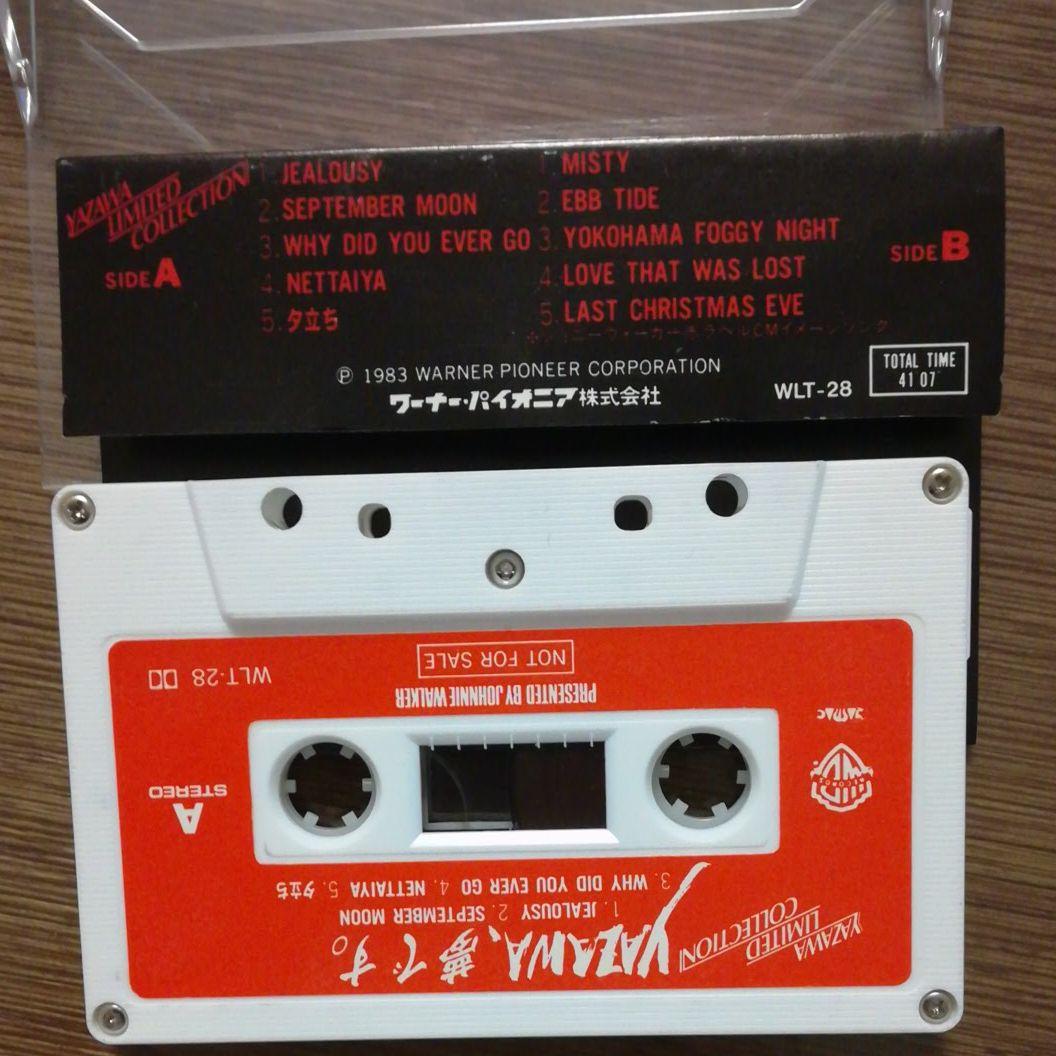 YAZAWA
LIMITED
COLLECTION
SIDE A
1. JEALOUSY
2. SEPTEMBER MOON
3. WHY DID YOU EVER GO
4. NETTAIYA
5. 夕立ち
1. MISTY
2. EBB TIDE
3. YOKOHAMA FOGGY NIGHT
4. LOVE THAT WAS LOST
5. LAST CHRISTMAS EVE
SIDE B
Ⓟ 1983 WARNER PIONEER CORPORATION
ワーナー・パイオニア株式会社
WLT-28
TOTAL TIME
41 07
YAZAWA
LIMITED
COLLECTION
YAZAWA、夢です。
1. JEALOUSY 2. SEPTEMBER MOON
3. WHY DID YOU EVER GO 4. NETTAIYA 5. 夕立ち
A
STEREO
RECORDS
PRESENTED BY JOHNNIE WALKER
NOT FOR SALE
WLT-28